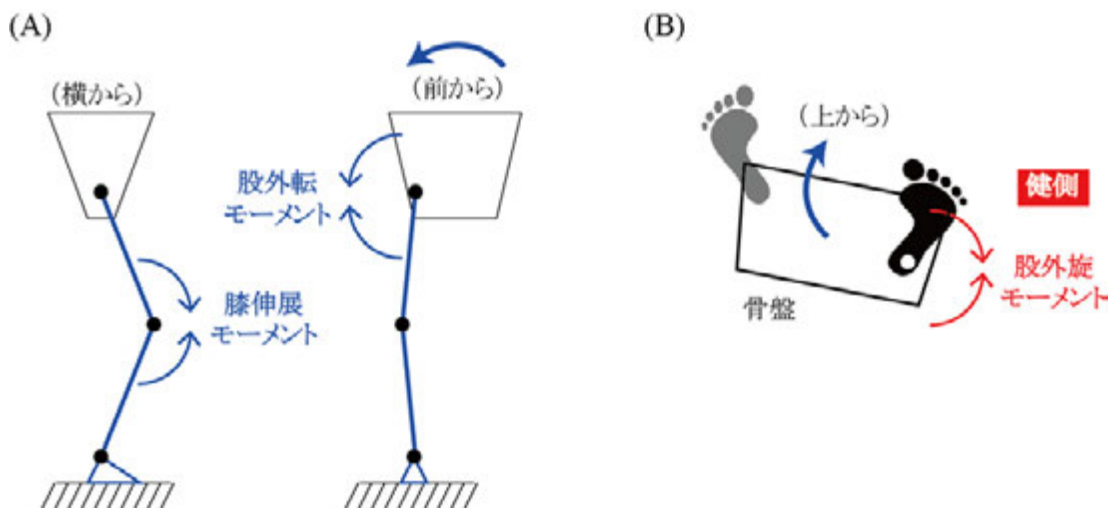 (A)
(横から)
(前から)
股外転
モーメント
膝伸展
モーメント
(B)
(上から)
健側
股外旋
モーメント
骨盤